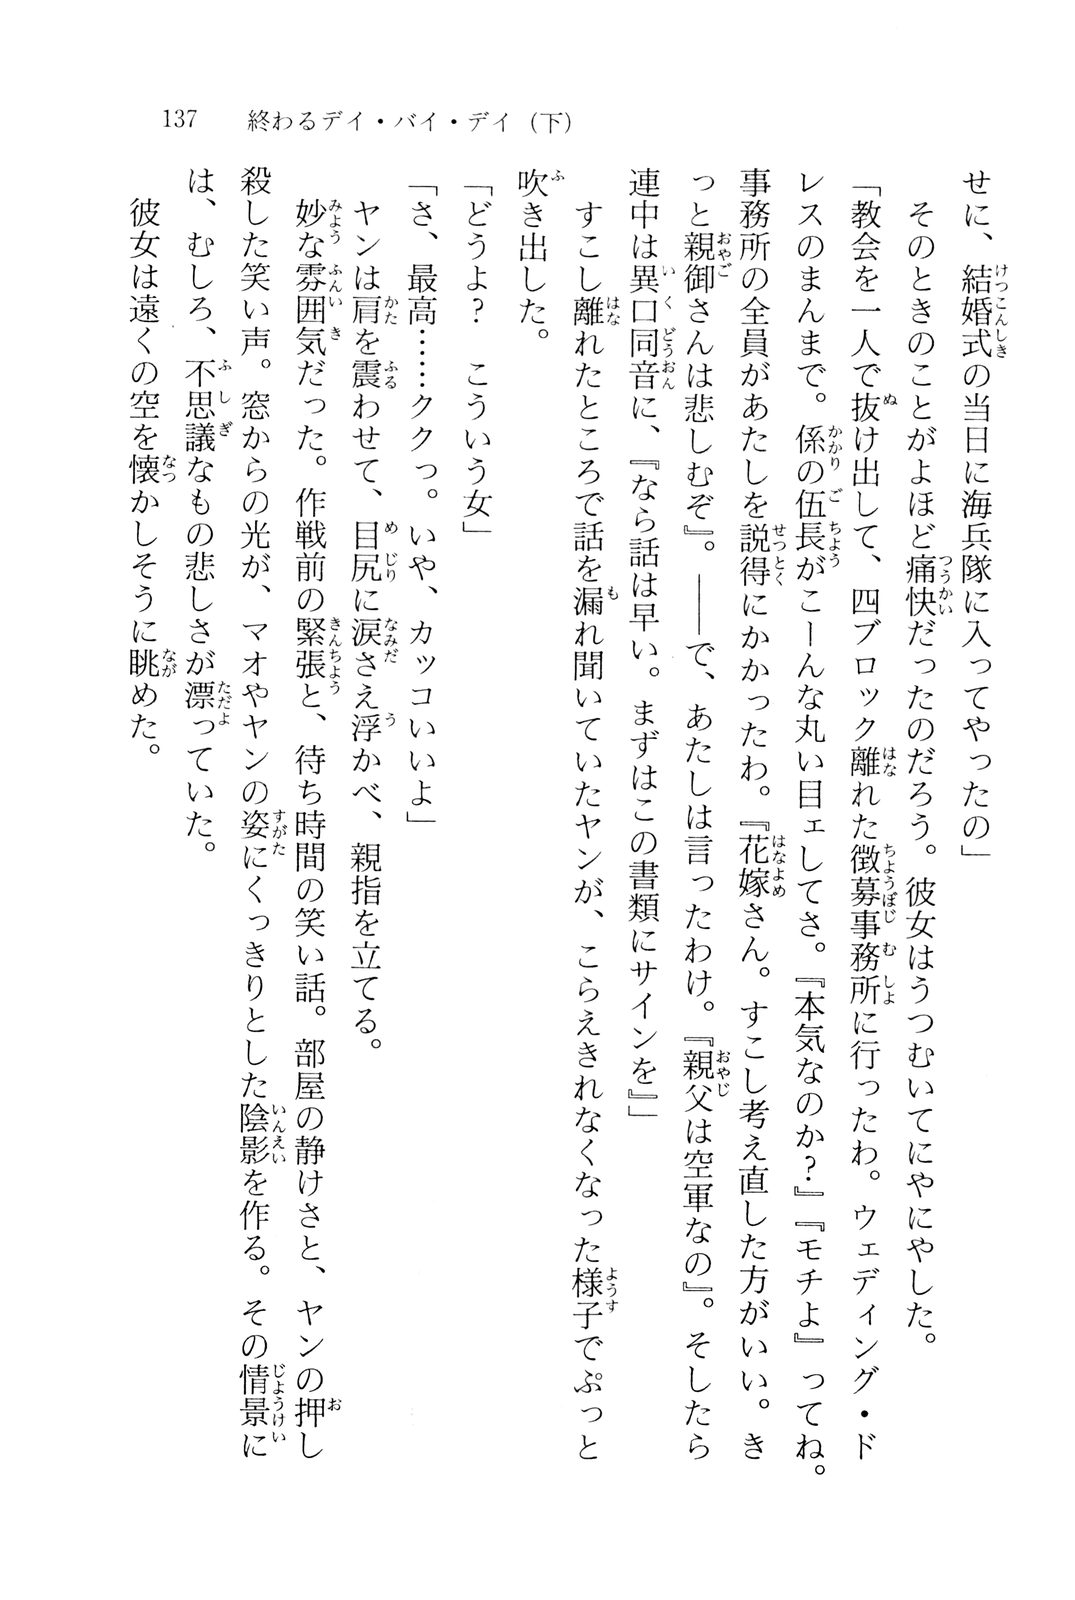 137 終わるデイ・バイ・デイ（下）
せに、結婚式の当日に海兵隊に入ってやったの」
　そのときのことがよほど痛快だったのだろう。彼女はうつむいてにやにやした。
「教会を一人で抜け出して、四ブロック離れた徴募事務所に行ったわ。ウェディング・ド
レスのまんまで。係の伍長がこーんな丸い目ェしてさ。『本気なのか？』『モチよ』ってね。
事務所の全員があたしを説得にかかったわ。『花嫁さん。すこし考え直した方がいい。き
っと親御さんは悲しむぞ』。――で、あたしは言ったわけ。『親父は空軍なの』。そしたら
連中は異口同音に、『なら話は早い。まずはこの書類にサインを』」
　すこし離れたところで話を漏れ聞いていたヤンが、こらえきれなくなった様子でぷっと
吹き出した。
「どうよ？　こういう女」
「さ、最高……ククっ。いや、カッコいいよ」
　ヤンは肩を震わせて、目尻に涙さえ浮かべ、親指を立てる。
　妙な雰囲気だった。作戦前の緊張と、待ち時間の笑い話。部屋の静けさと、ヤンの押し
殺した笑い声。窓からの光が、マオやヤンの姿にくっきりとした陰影を作る。その情景に
は、むしろ、不思議なもの悲しさが漂っていた。
　彼女は遠くの空を懐かしそうに眺めた。